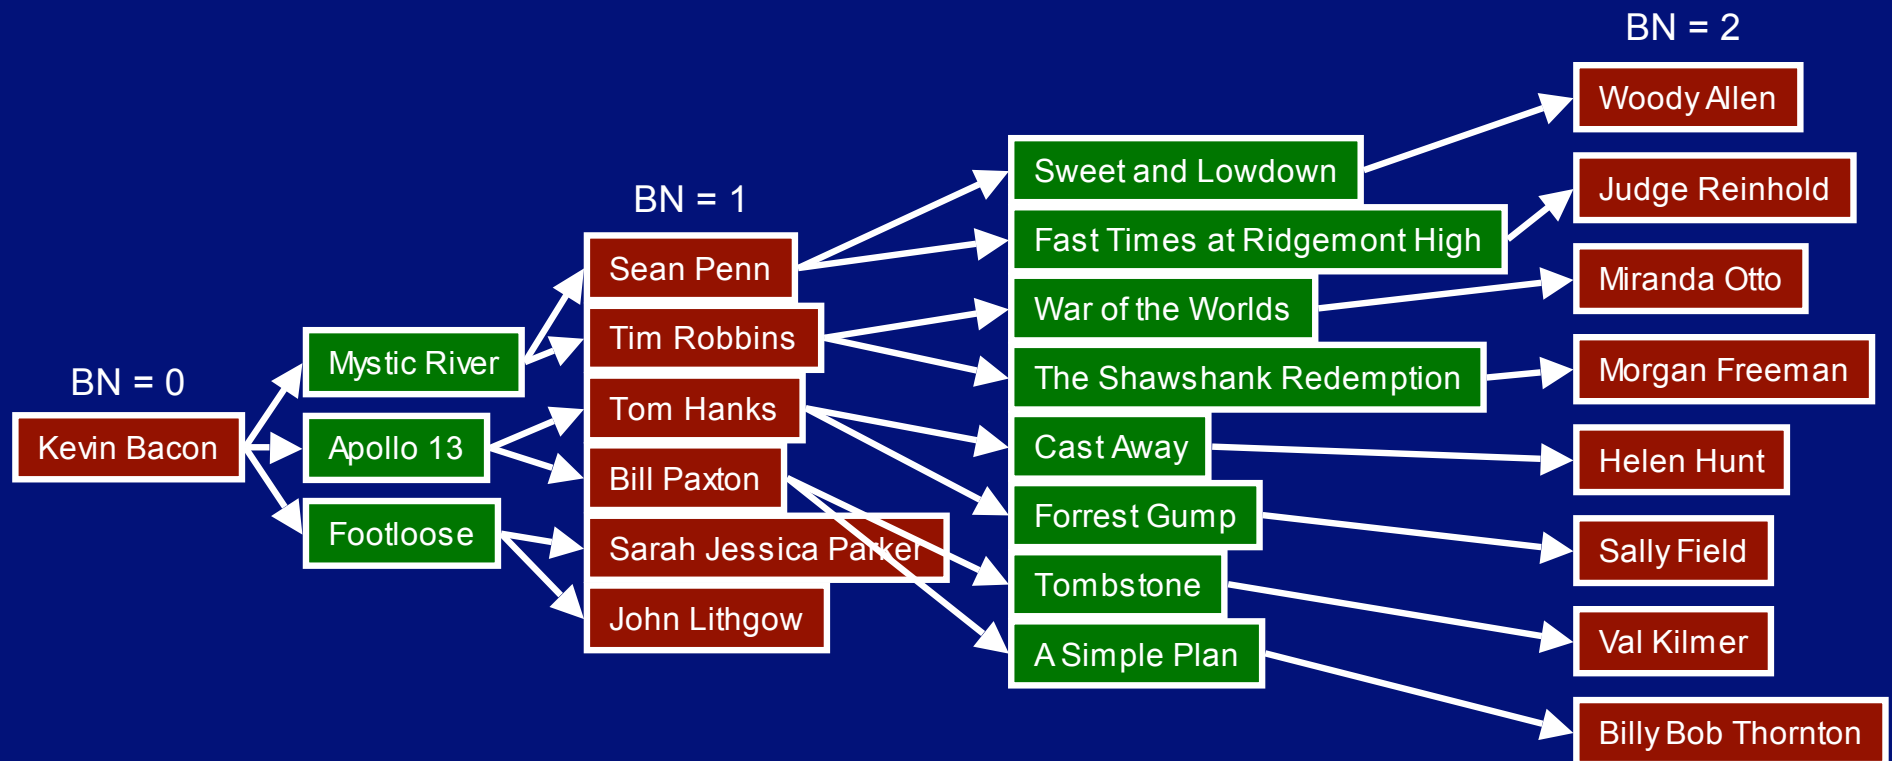 BN = 0
Kevin Bacon
Mystic River
Apollo 13
Footloose
BN = 1
Sean Penn
Tim Robbins
Tom Hanks
Bill Paxton
Sarah Jessica Parker
John Lithgow
Sweet and Lowdown
Fast Times at Ridgemont High
War of the Worlds
The Shawshank Redemption
Cast Away
Forrest Gump
Tombstone
A Simple Plan
BN = 2
Woody Allen
Judge Reinhold
Miranda Otto
Morgan Freeman
Helen Hunt
Sally Field
Val Kilmer
Billy Bob Thornton